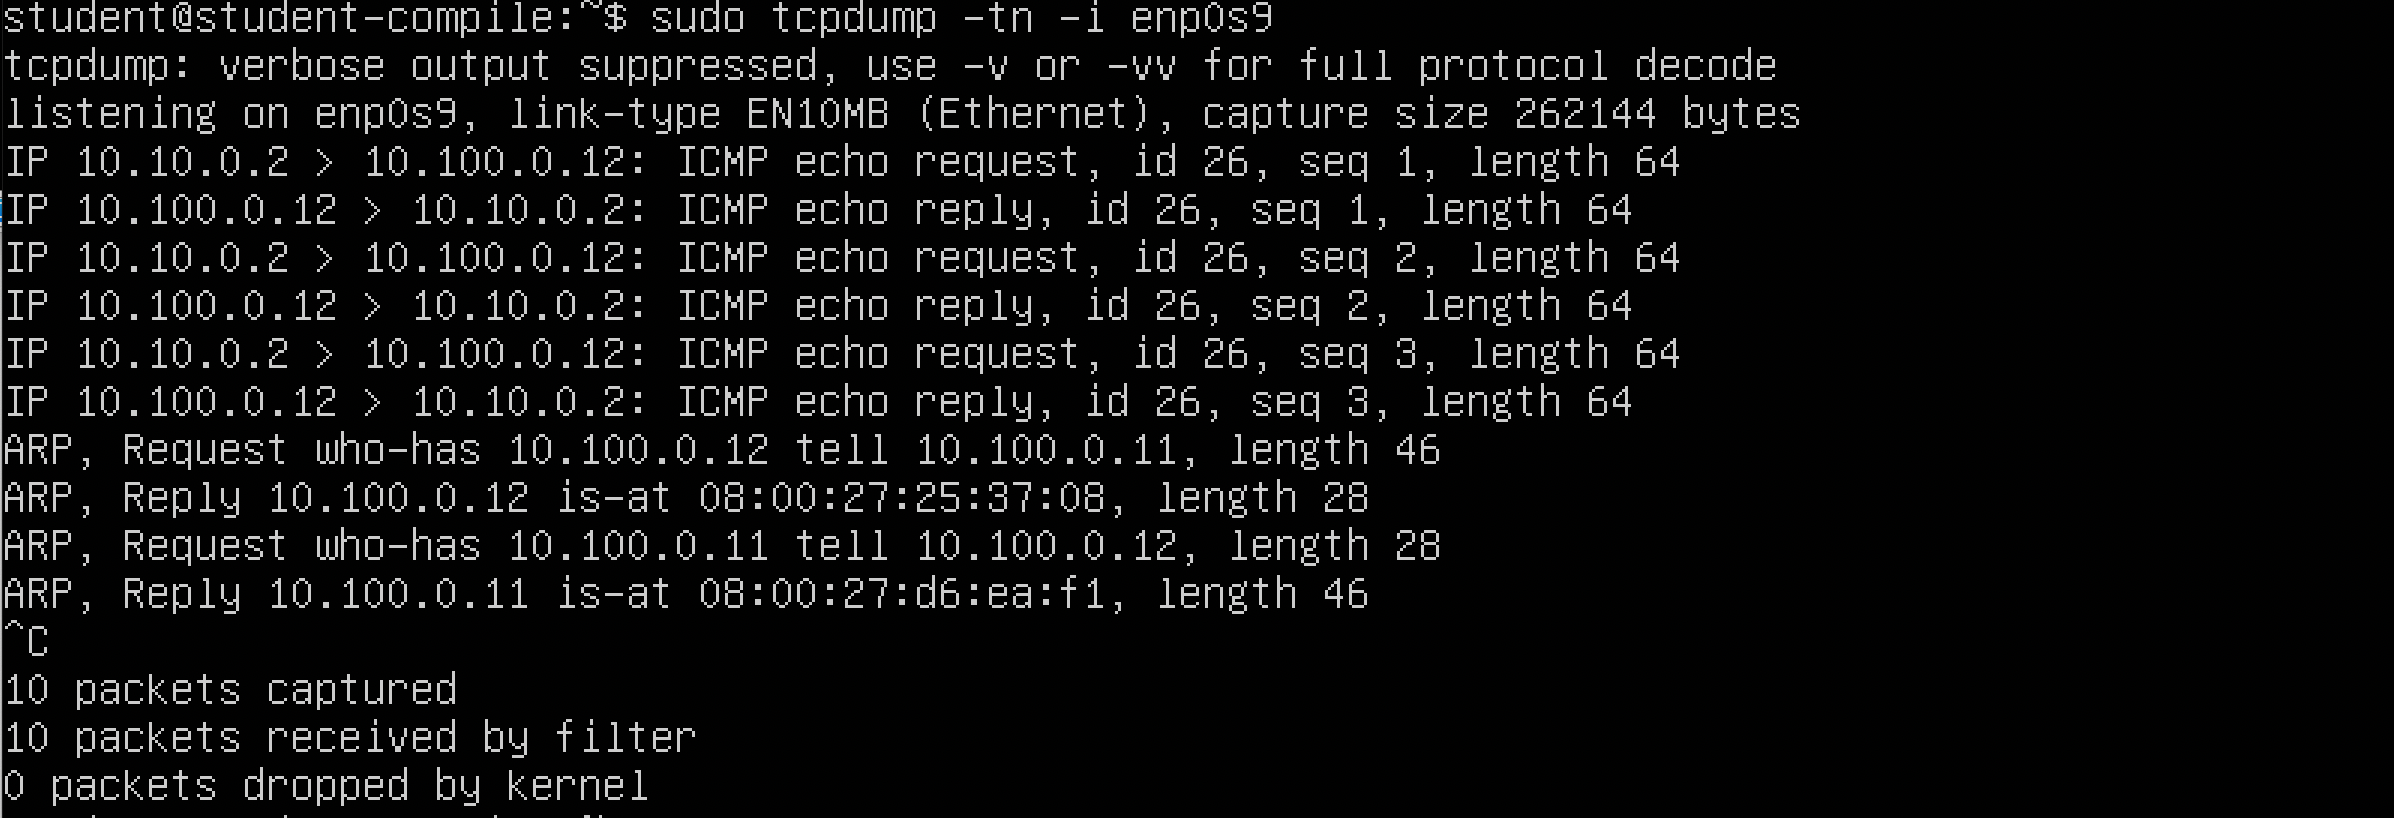 student@student-compile:~$ sudo tcpdump -tn -i enp0s9
tcpdump: verbose output suppressed, use -v or -vv for full protocol decode
listening on enp0s9, link-type EN10MB (Ethernet), capture size 262144 bytes
IP 10.10.0.2 > 10.100.0.12: ICMP echo request, id 26, seq 1, length 64
IP 10.100.0.12 > 10.10.0.2: ICMP echo reply, id 26, seq 1, length 64
IP 10.10.0.2 > 10.100.0.12: ICMP echo request, id 26, seq 2, length 64
IP 10.100.0.12 > 10.10.0.2: ICMP echo reply, id 26, seq 2, length 64
IP 10.10.0.2 > 10.100.0.12: ICMP echo request, id 26, seq 3, length 64
IP 10.100.0.12 > 10.10.0.2: ICMP echo reply, id 26, seq 3, length 64
ARP, Request who-has 10.100.0.12 tell 10.100.0.11, length 46
ARP, Reply 10.100.0.12 is-at 08:00:27:25:37:08, length 28
ARP, Request who-has 10.100.0.11 tell 10.100.0.12, length 28
ARP, Reply 10.100.0.11 is-at 08:00:27:d6:ea:f1, length 46
^C
10 packets captured
10 packets received by filter
0 packets dropped by kernel